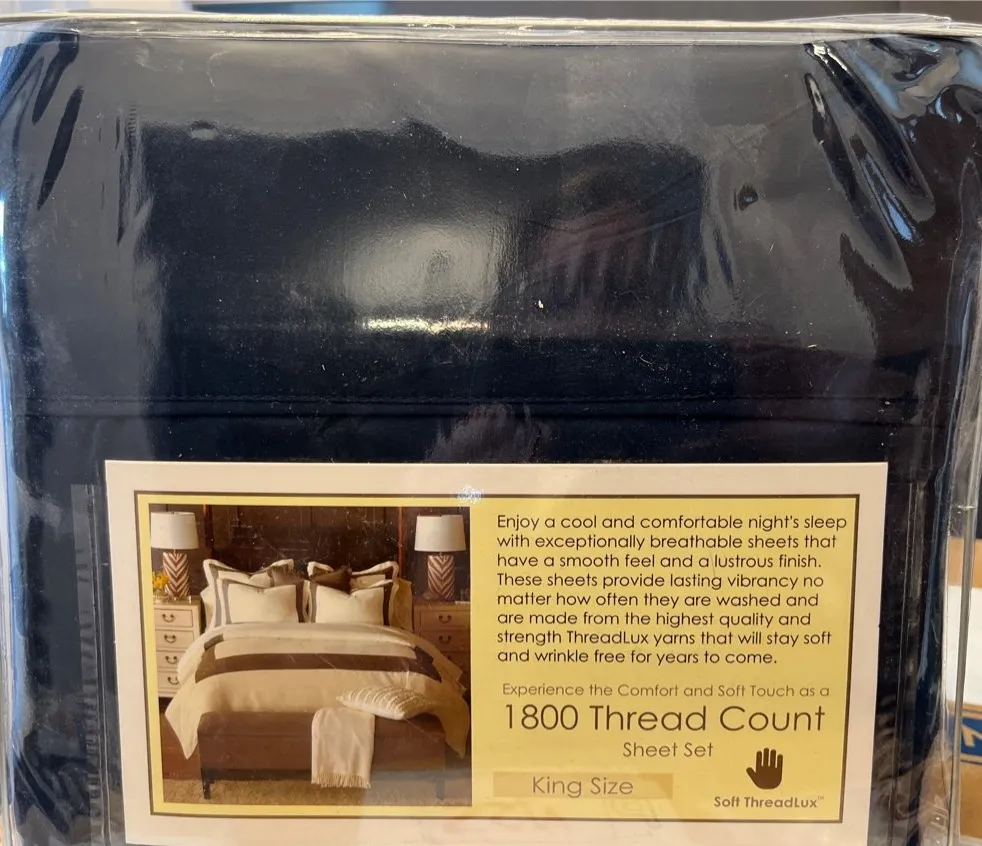 Enjoy a cool and comfortable night's sleep
with exceptionally breathable sheets that
have a smooth feel and a lustrous finish.
These sheets provide lasting vibrancy no
matter how often they are washed and
are made from the highest quality and
strength ThreadLux yarns that will stay soft
and wrinkle free for years to come.
Experience the Comfort and Soft Touch as a
1800 Thread Count
Sheet Set
King Size
Soft ThreadLux™